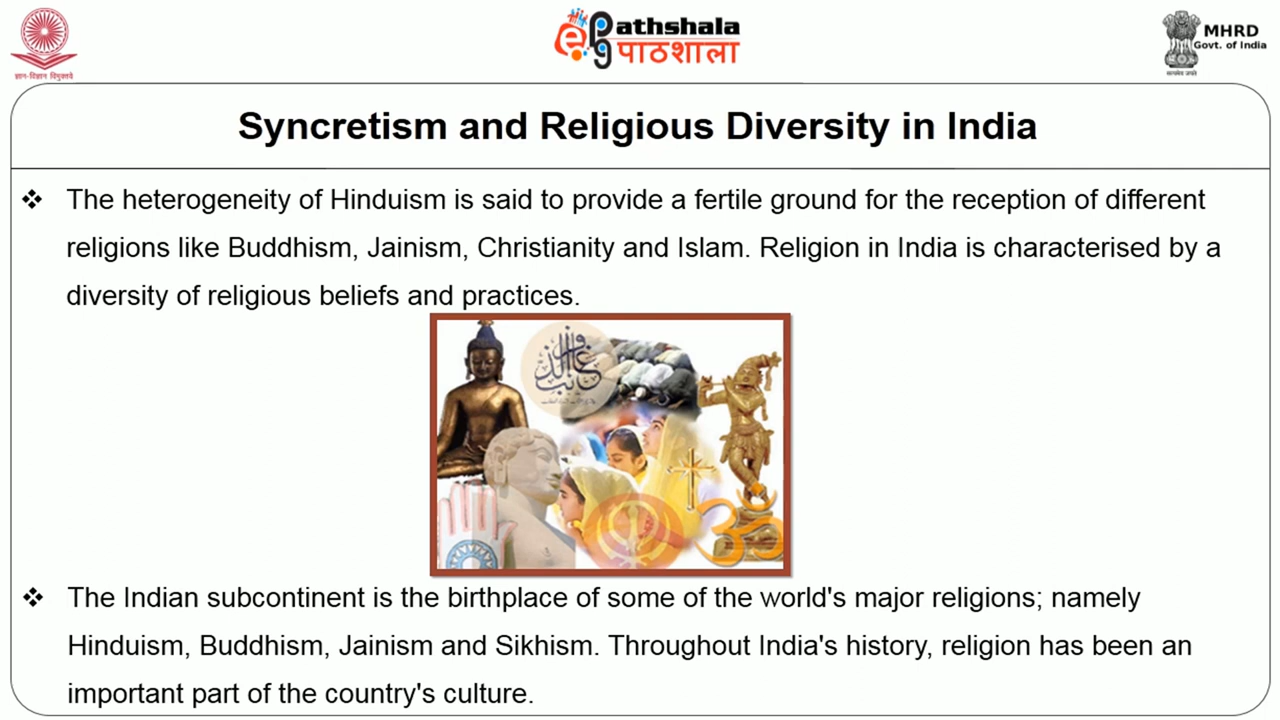 ePathshala
पाठशाला
MHRD
Govt. of India
ज्ञान-विज्ञान विमुक्तये
सत्यमेव जयते
Syncretism and Religious Diversity in India
❖ The heterogeneity of Hinduism is said to provide a fertile ground for the reception of different
religions like Buddhism, Jainism, Christianity and Islam. Religion in India is characterised by a
diversity of religious beliefs and practices.
ॐ
❖ The Indian subcontinent is the birthplace of some of the world's major religions; namely
Hinduism, Buddhism, Jainism and Sikhism. Throughout India's history, religion has been an
important part of the country's culture.